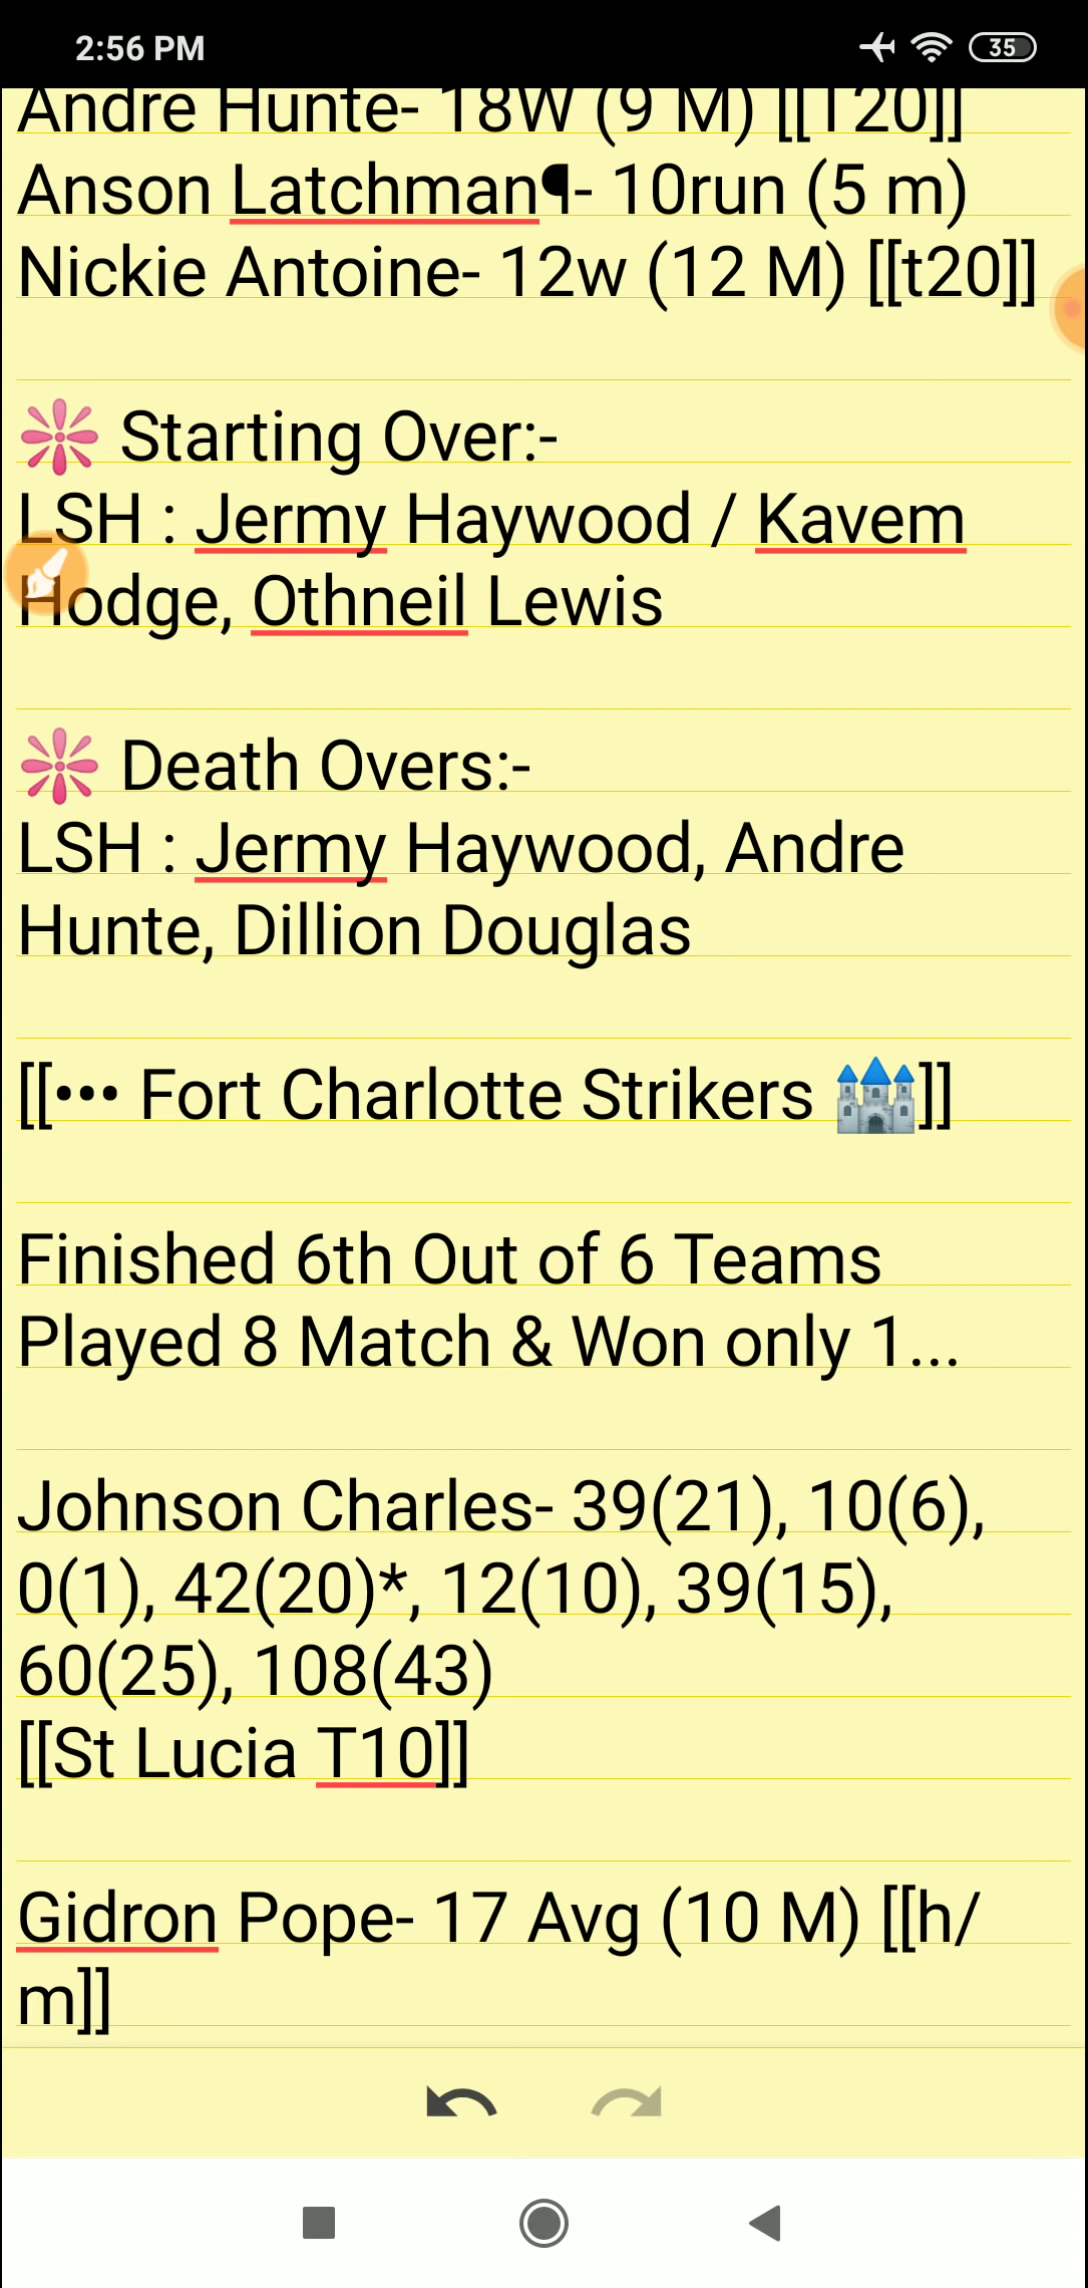 2:56 PM
35
Andre Hunte- 18W (9 M) [[T20]]
Anson Latchman¶- 10run (5 m)
Nickie Antoine- 12w (12 M) [[t20]]
❇ Starting Over:-
LSH : Jermy Haywood / Kavem
Hodge, Othneil Lewis
❇ Death Overs:-
LSH : Jermy Haywood, Andre
Hunte, Dillion Douglas
[[••• Fort Charlotte Strikers 🏰]]
Finished 6th Out of 6 Teams
Played 8 Match & Won only 1...
Johnson Charles- 39(21), 10(6),
0(1), 42(20)*, 12(10), 39(15),
60(25), 108(43)
[[St Lucia T10]]
Gidron Pope- 17 Avg (10 M) [[h/
m]]